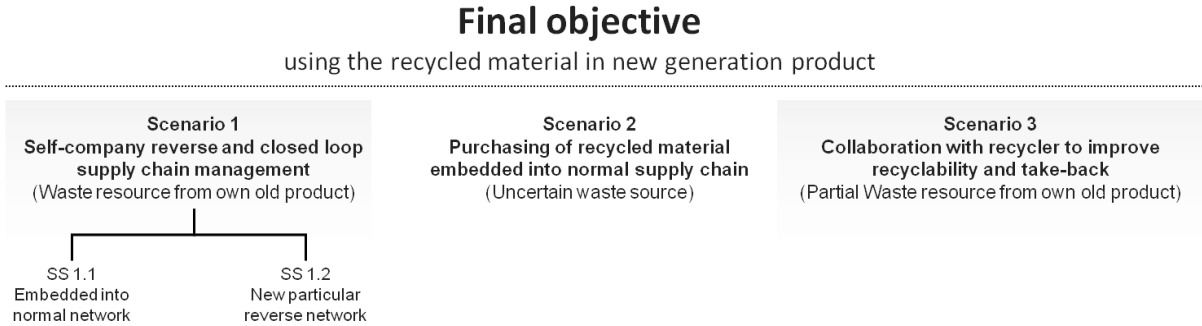 Final objective
using the recycled material in new generation product
Scenario 1
Self-company reverse and closed loop
supply chain management
(Waste resource from own old product)
SS 1.1
Embedded into
normal network
SS 1.2
New particular
reverse network
Scenario 2
Purchasing of recycled material
embedded into normal supply chain
(Uncertain waste source)
Scenario 3
Collaboration with recycler to improve
recyclability and take-back
(Partial Waste resource from own old product)